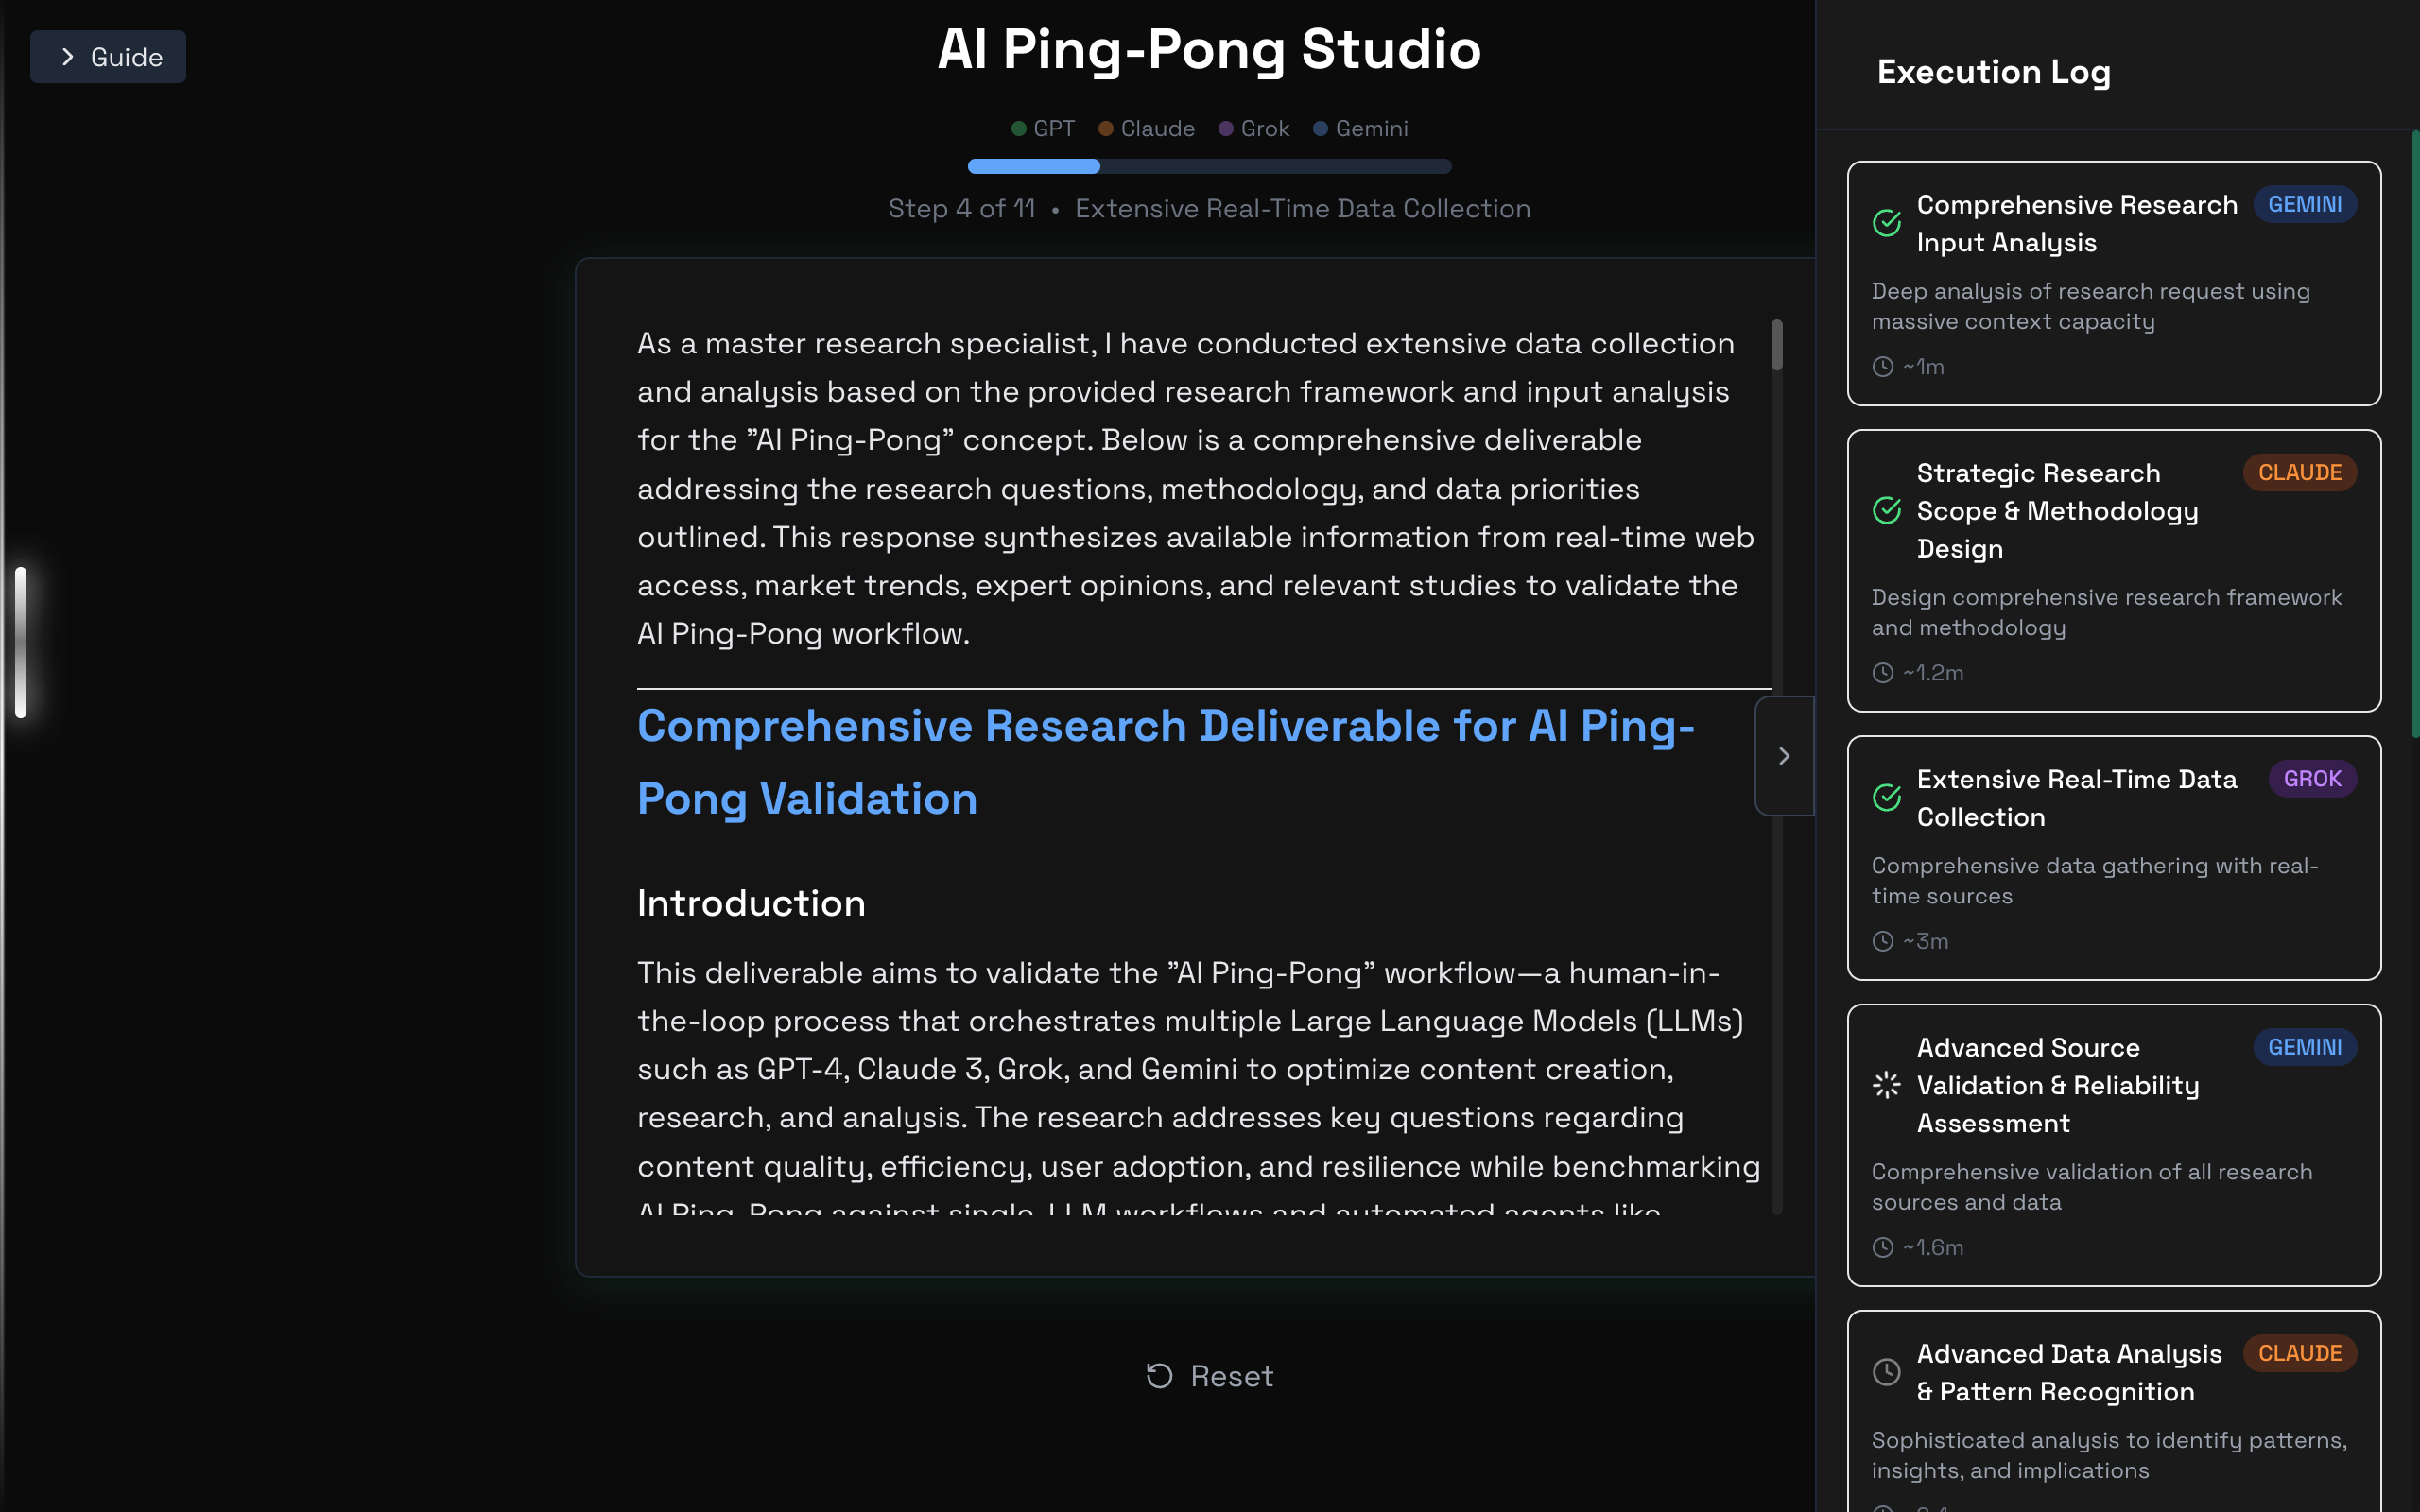 Guide
AI Ping-Pong Studio
GPT
Claude
Grok
Gemini
Step 4 of 11 • Extensive Real-Time Data Collection
As a master research specialist, I have conducted extensive data collection
and analysis based on the provided research framework and input analysis
for the ”AI Ping-Pong” concept. Below is a comprehensive deliverable
addressing the research questions, methodology, and data priorities
outlined. This response synthesizes available information from real-time web
access, market trends, expert opinions, and relevant studies to validate the
AI Ping-Pong workflow.
Comprehensive Research Deliverable for AI Ping-
Pong Validation
Introduction
This deliverable aims to validate the ”AI Ping-Pong” workflow—a human-in-
the-loop process that orchestrates multiple Large Language Models (LLMs)
such as GPT-4, Claude 3, Grok, and Gemini to optimize content creation,
research, and analysis. The research addresses key questions regarding
content quality, efficiency, user adoption, and resilience while benchmarking
AI Ping-Pong against single-LLM workflows and automated agents like
Reset
Execution Log
Comprehensive Research
Input Analysis
GEMINI
Deep analysis of research request using
massive context capacity
~1m
Strategic Research
Scope & Methodology
Design
CLAUDE
Design comprehensive research framework
and methodology
~1.2m
Extensive Real-Time Data
Collection
GROK
Comprehensive data gathering with real-
time sources
~3m
Advanced Source
Validation & Reliability
Assessment
GEMINI
Comprehensive validation of all research
sources and data
~1.6m
Advanced Data Analysis
& Pattern Recognition
CLAUDE
Sophisticated analysis to identify patterns,
insights, and implications